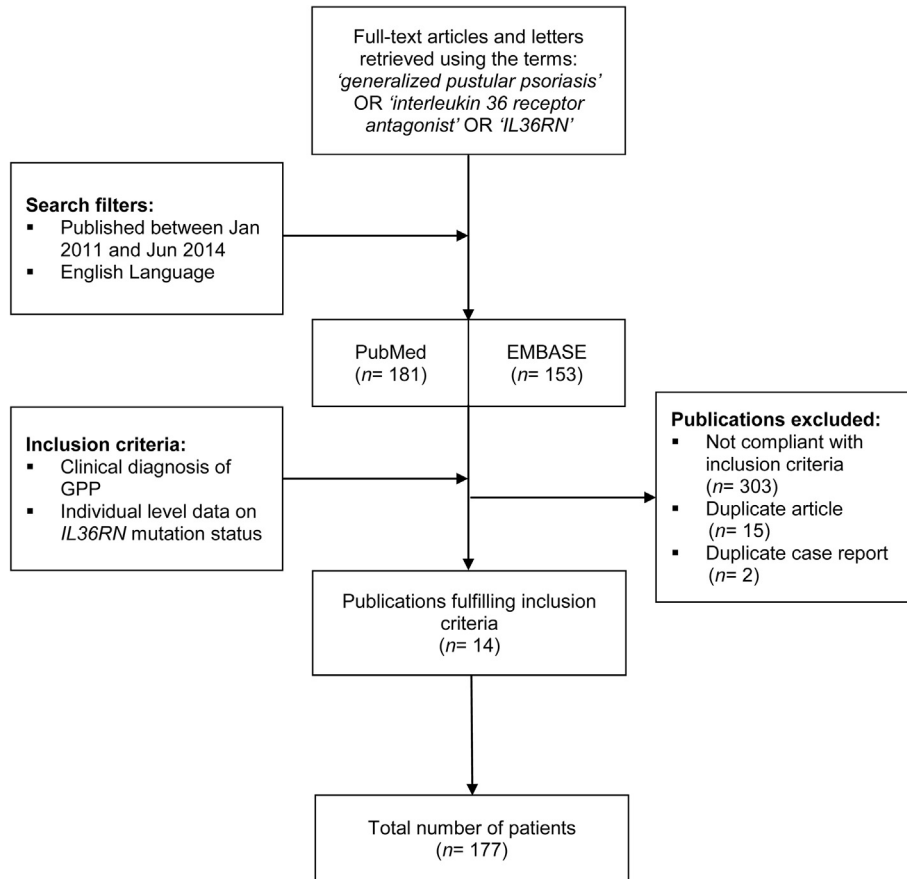 Full-text articles and letters
retrieved using the terms:
‘generalized pustular psoriasis’
OR ‘interleukin 36 receptor
antagonist’ OR ‘IL36RN’
Search filters:
▪ Published between Jan
2011 and Jun 2014
▪ English Language
PubMed
(n= 181)
EMBASE
(n= 153)
Inclusion criteria:
▪ Clinical diagnosis of
GPP
▪ Individual level data on
IL36RN mutation status
Publications excluded:
▪ Not compliant with
inclusion criteria
(n= 303)
▪ Duplicate article
(n= 15)
▪ Duplicate case report
(n= 2)
Publications fulfilling inclusion
criteria
(n= 14)
Total number of patients
(n= 177)